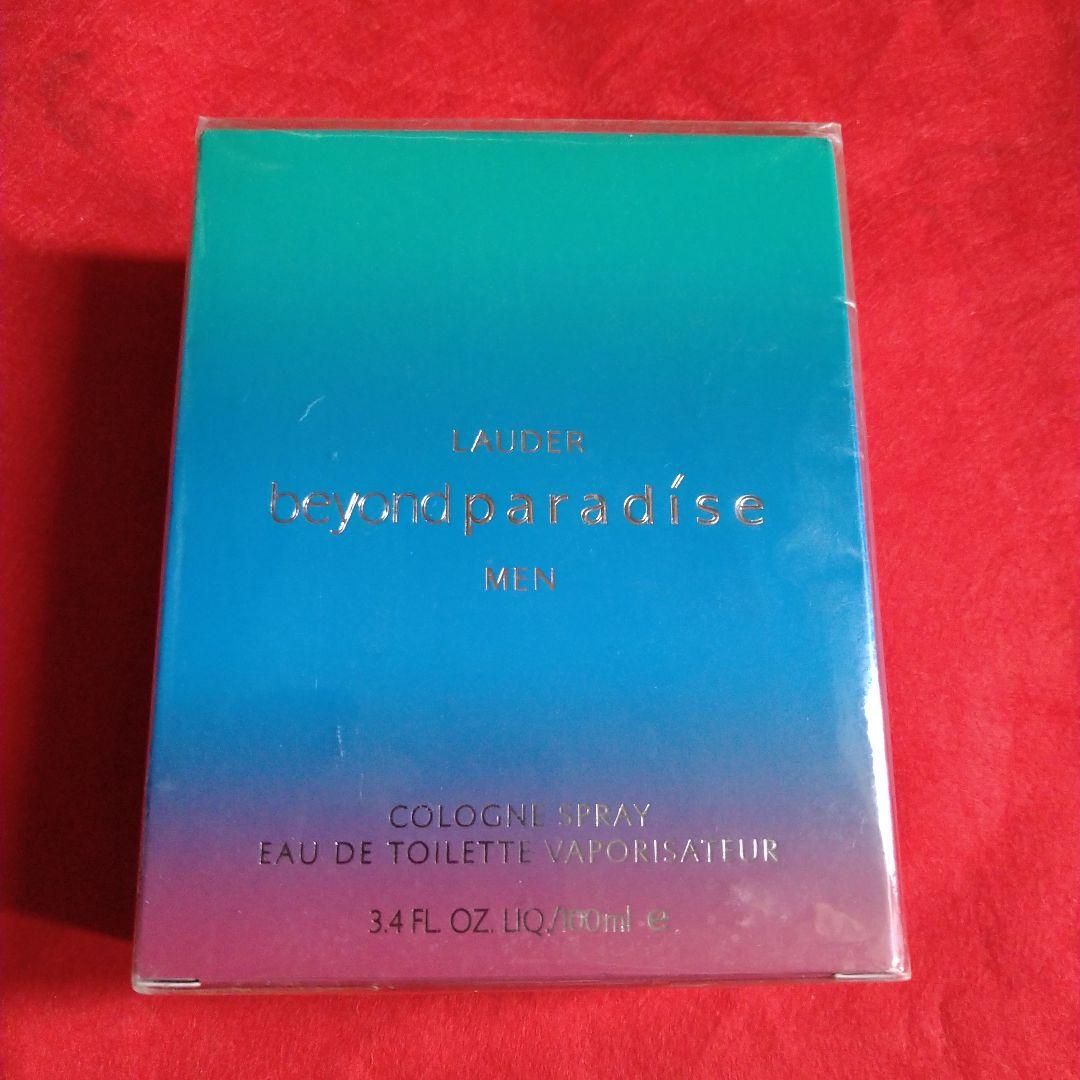 LAUDER
beyondparadise
MEN
COLOGNE SPRAY
EAU DE TOILETTE VAPORISATEUR
3.4 FL. OZ. LIQ./100ml e